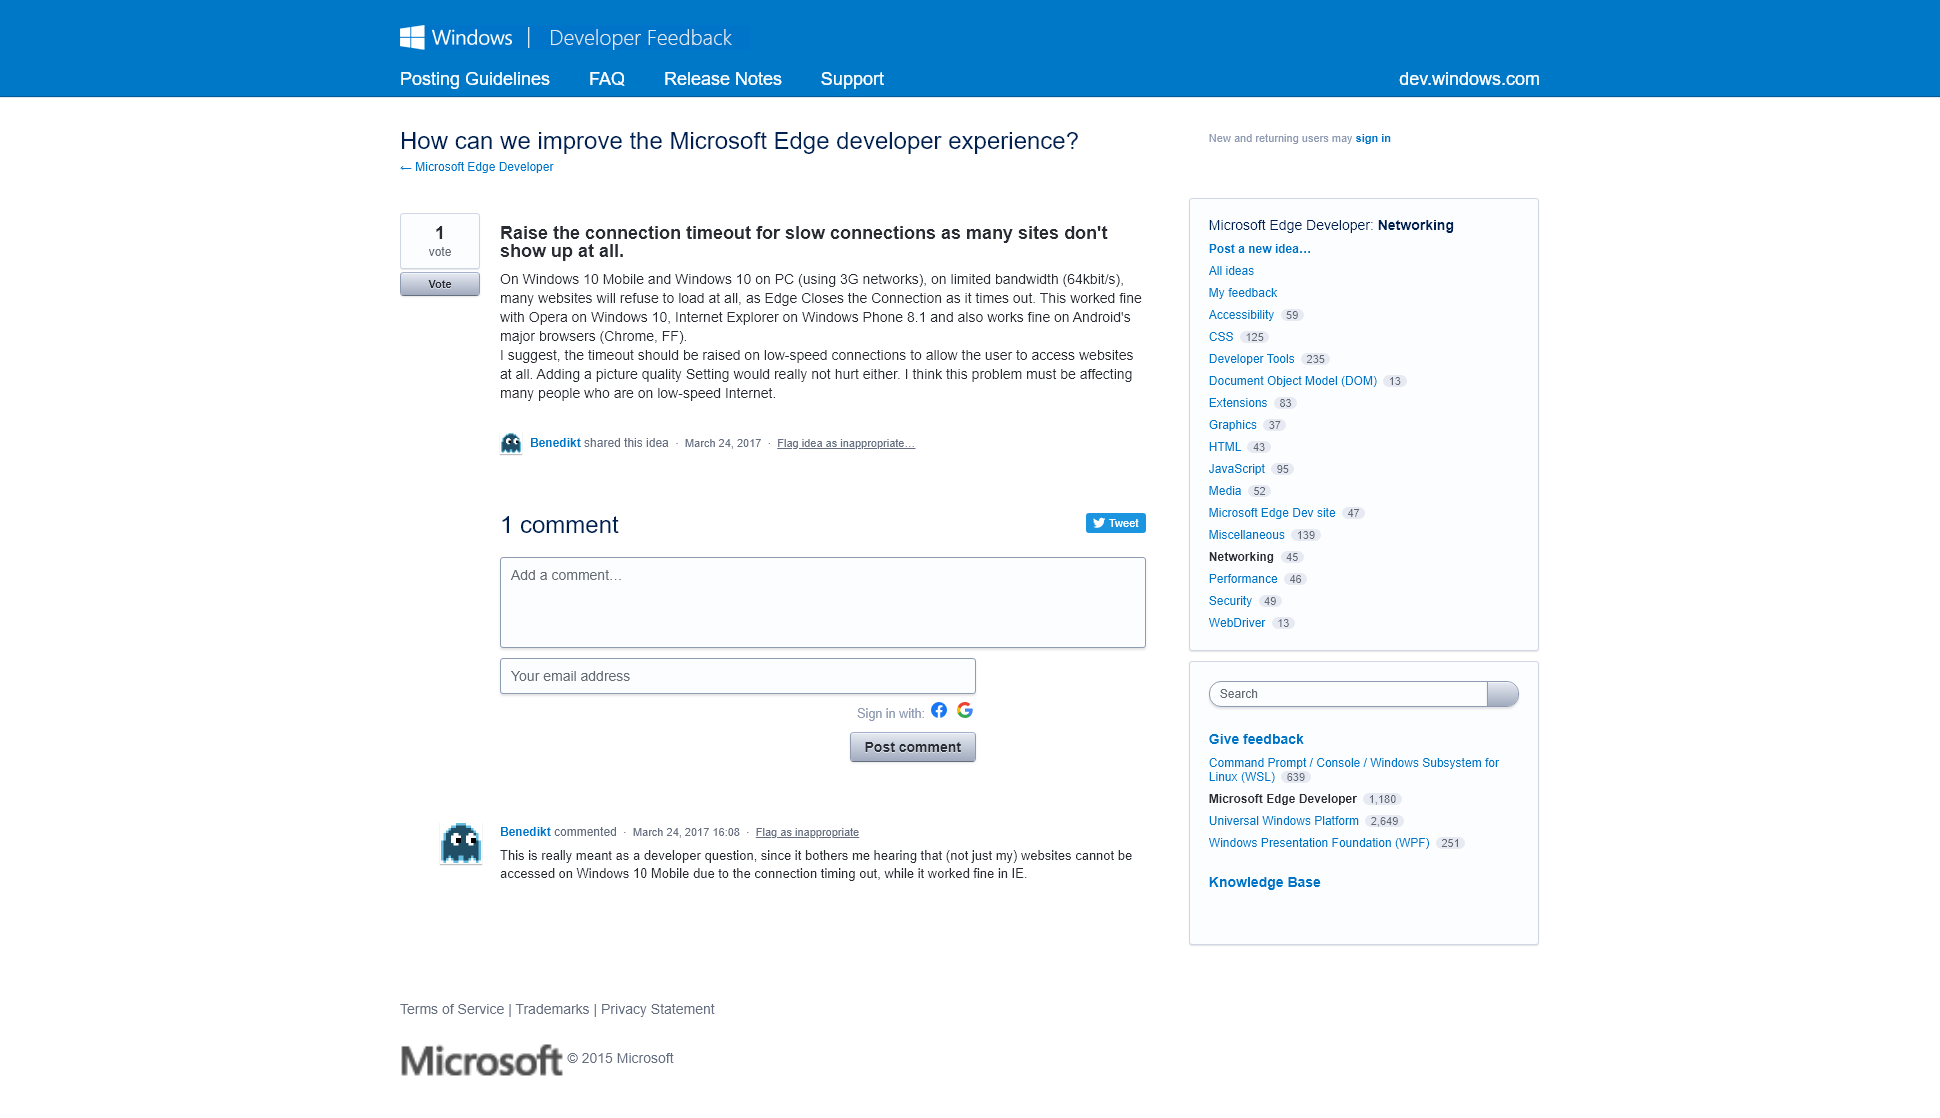 Windows | Developer Feedback
Posting Guidelines FAQ Release Notes Support dev.windows.com
How can we improve the Microsoft Edge developer experience?
← Microsoft Edge Developer
New and returning users may sign in
1
vote
Vote
Raise the connection timeout for slow connections as many sites don't
show up at all.
On Windows 10 Mobile and Windows 10 on PC (using 3G networks), on limited bandwidth (64kbit/s),
many websites will refuse to load at all, as Edge Closes the Connection as it times out. This worked fine
with Opera on Windows 10, Internet Explorer on Windows Phone 8.1 and also works fine on Android's
major browsers (Chrome, FF).
I suggest, the timeout should be raised on low-speed connections to allow the user to access websites
at all. Adding a picture quality Setting would really not hurt either. I think this problem must be affecting
many people who are on low-speed Internet.
Benedikt shared this idea · March 24, 2017 · Flag idea as inappropriate…
1 comment
Tweet
Add a comment…
Your email address
Sign in with:
Post comment
Benedikt commented · March 24, 2017 16:08 · Flag as inappropriate
This is really meant as a developer question, since it bothers me hearing that (not just my) websites cannot be
accessed on Windows 10 Mobile due to the connection timing out, while it worked fine in IE.
Microsoft Edge Developer: Networking
Post a new idea…
All ideas
My feedback
Accessibility 59
CSS 125
Developer Tools 235
Document Object Model (DOM) 13
Extensions 83
Graphics 37
HTML 43
JavaScript 95
Media 52
Microsoft Edge Dev site 47
Miscellaneous 139
Networking 45
Performance 46
Security 49
WebDriver 13
Search
Give feedback
Command Prompt / Console / Windows Subsystem for
Linux (WSL) 639
Microsoft Edge Developer 1,180
Universal Windows Platform 2,649
Windows Presentation Foundation (WPF) 251
Knowledge Base
Terms of Service | Trademarks | Privacy Statement
Microsoft © 2015 Microsoft